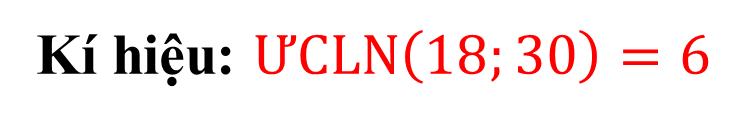 Kí hiệu: ƯCLN(18; 30) = 6